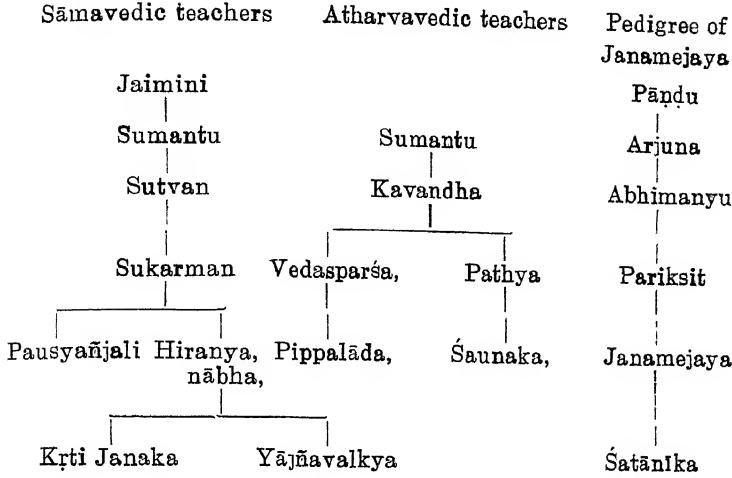 Sāmavedic teachers
Atharvavedic teachers
Pedigree of
Janamejaya
Jaimini
Pāṇḍu
Sumantu
Sumantu
Arjuna
Sutvan
Kavandha
Abhimanyu
Sukarman
Vedasparśa,
Pathya
Pariksit
Pausyañjali
Hiranya,
nābha,
Pippalāda,
Śaunaka,
Janamejaya
Kṛti Janaka
Yājñavalkya
Śatānīka